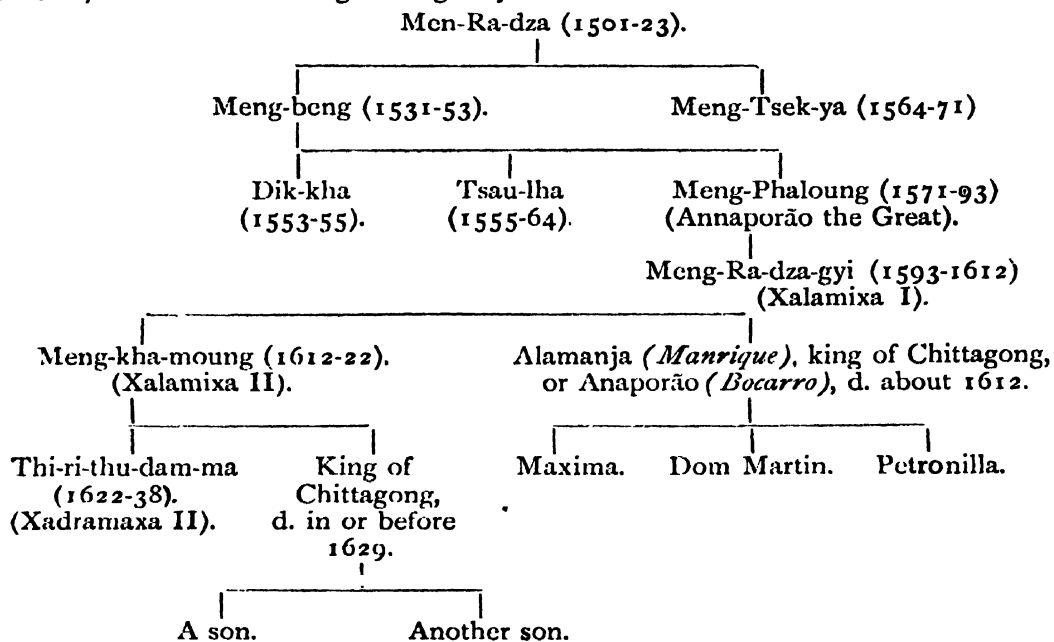 Men-Ra-dza (1501-23).
Meng-beng (1531-53). Meng-Tsek-ya (1564-71)
Dik-kha Tsau-lha Meng-Phaloung (1571-93)
(1553-55). (1555-64). (Annaporão the Great).
Meng-Ra-dza-gyi (1593-1612)
(Xalamixa I).
Meng-kha-moung (1612-22). Alamanja (Manrique), king of Chittagong,
(Xalamixa II). or Anaporão (Bocarro), d. about 1612.
Thi-ri-thu-dam-ma King of Maxima. Dom Martin. Petronilla.
(1622-38). Chittagong,
(Xadramaxa II). d. in or before
1629.
A son. Another son.